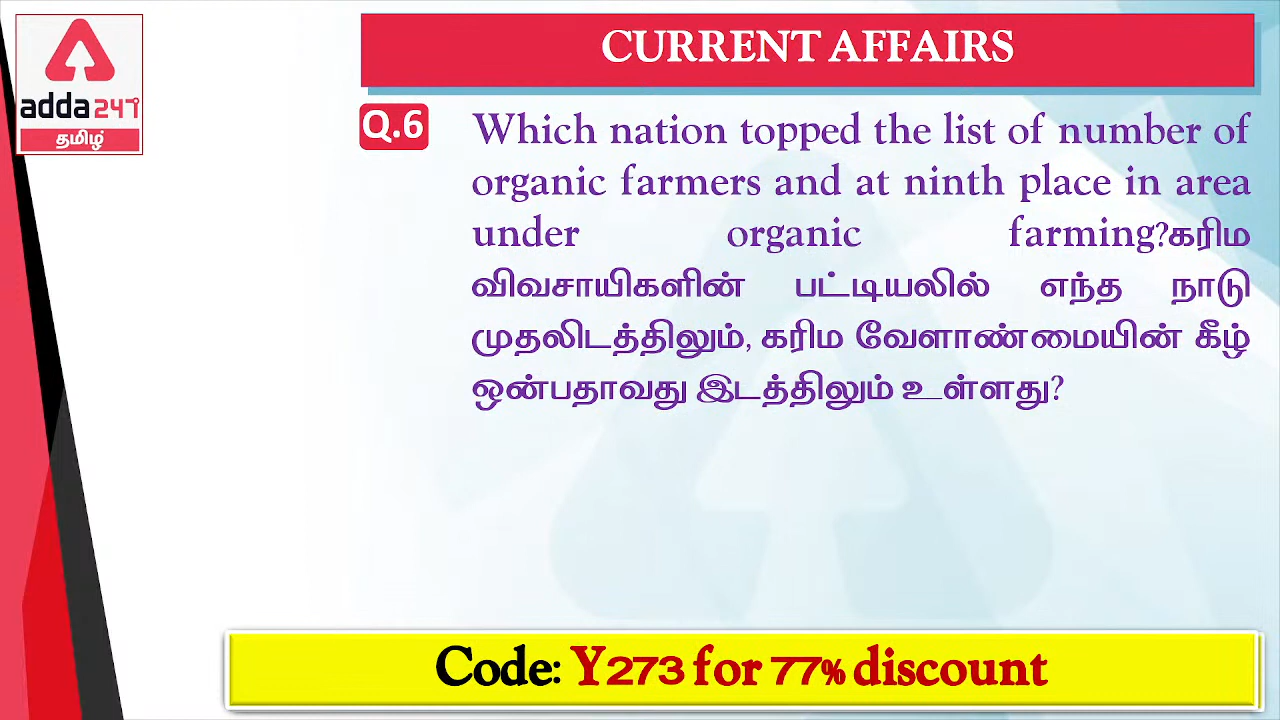 adda247
தமிழ்
CURRENT AFFAIRS
Q.6
Which nation topped the list of number of
organic farmers and at ninth place in area
under organic farming?கரிம
விவசாயிகளின் பட்டியலில் எந்த நாடு
முதலிடத்திலும், கரிம வேளாண்மையின் கீழ்
ஒன்பதாவது இடத்திலும் உள்ளது?
Code: Y273 for 77% discount